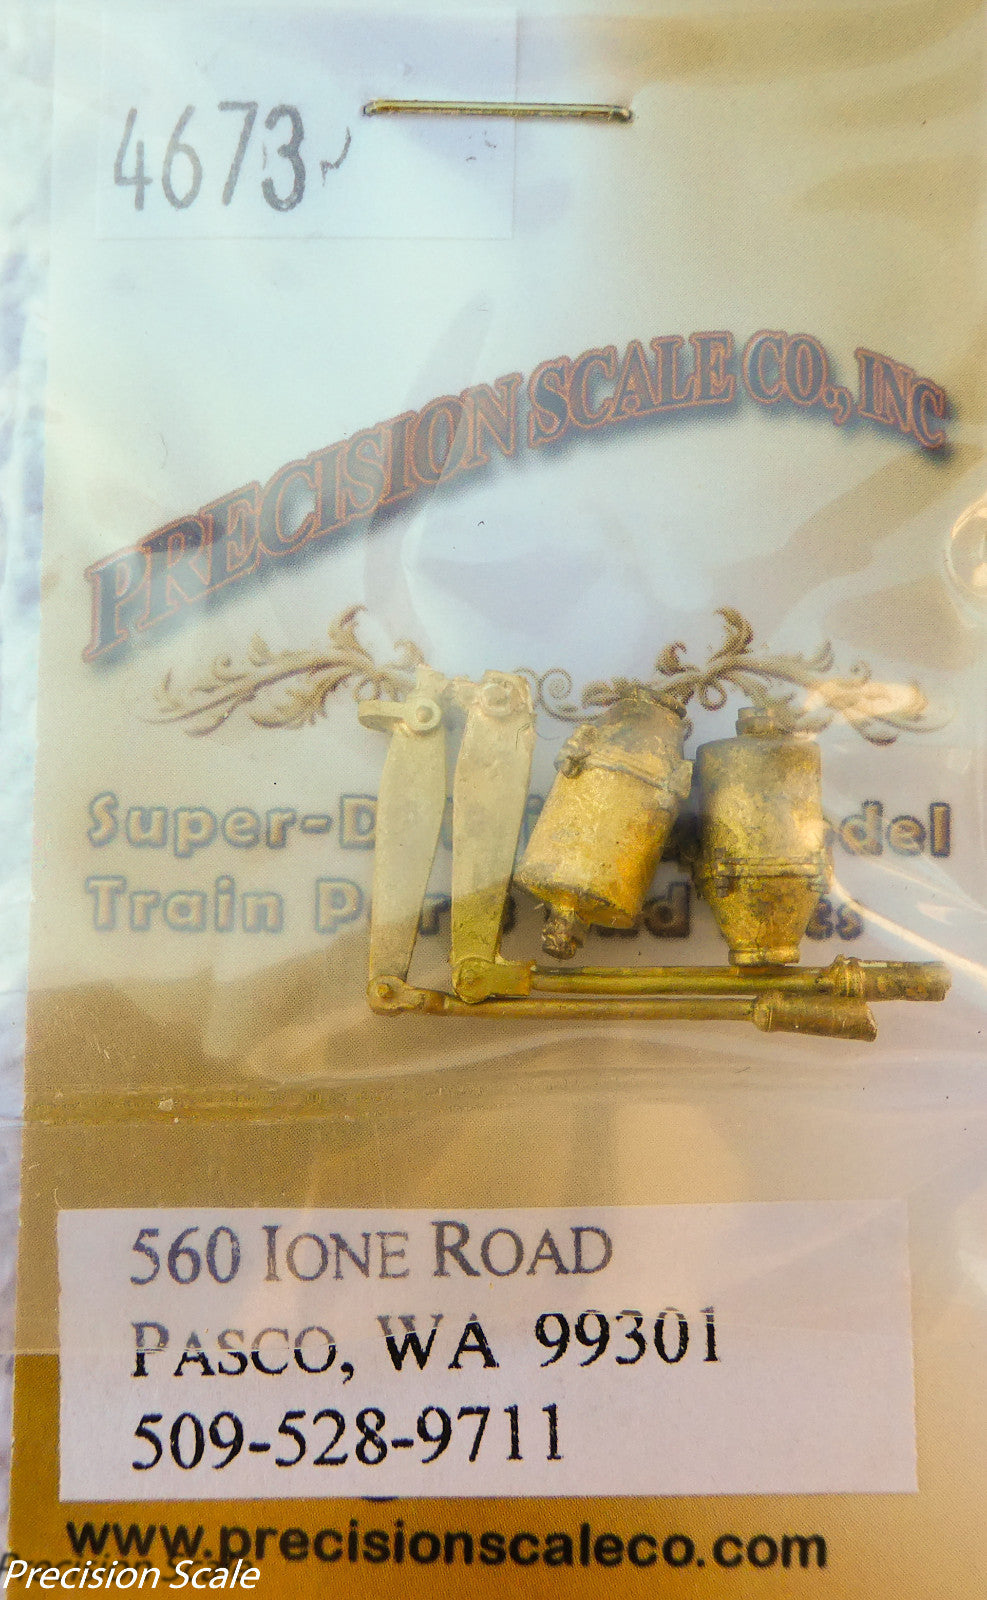 4673
PRECISION SCALE CO., INC
Super-D
del
Train
560 IONE ROAD
PASCO, WA 99301
509-528-9711
www.precisionscaleco.com
Precision Scale